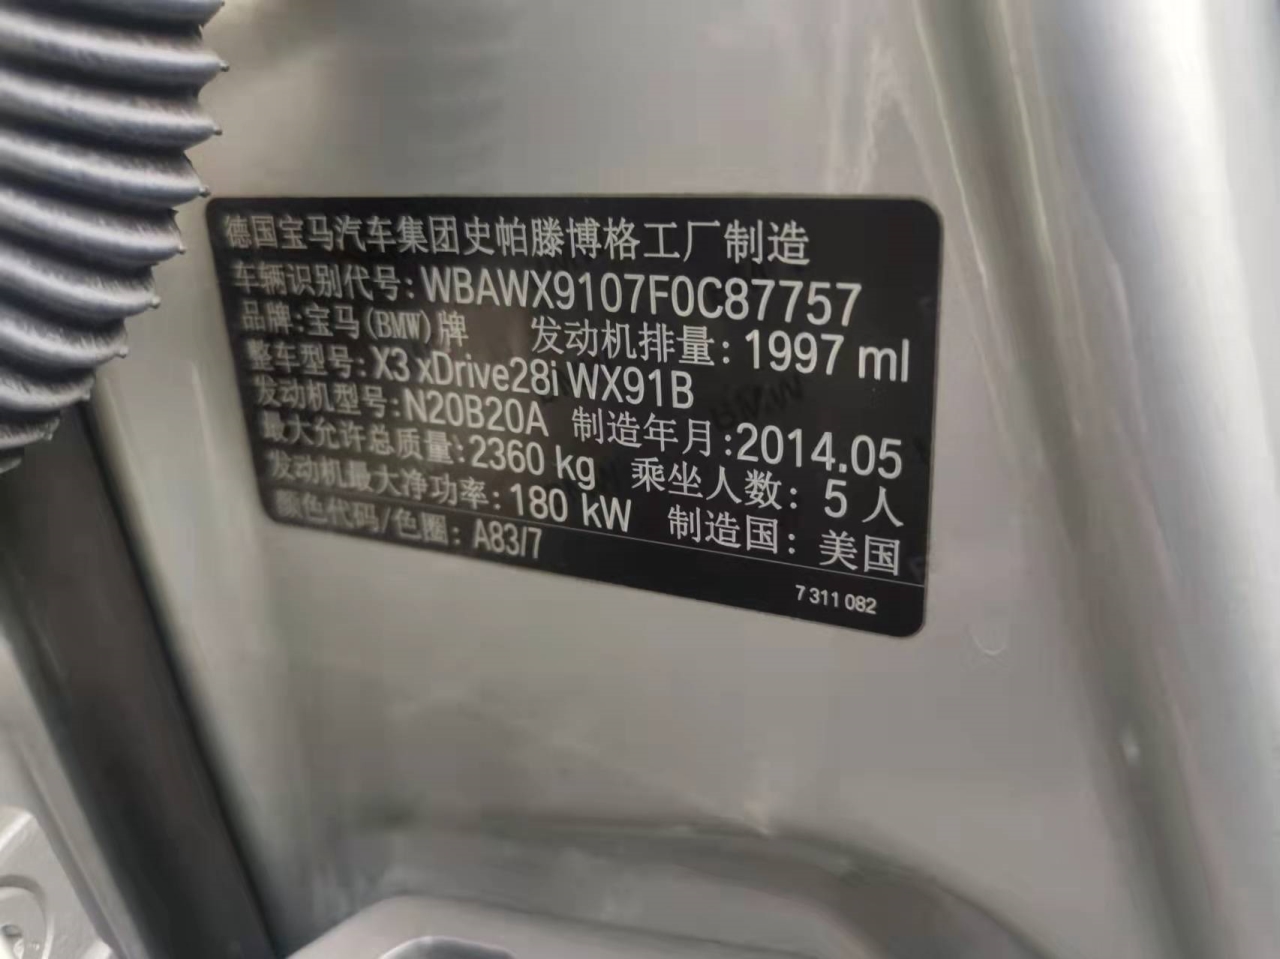 德国宝马汽车集团史帕滕博格工厂制造
车辆识别代号:WBAWX9107F0C87757
品牌:宝马(BMW)牌 发动机排量:1997 ml
整车型号:X3 xDrive28i WX91B
发动机型号:N20B20A 制造年月:2014.05
最大允许总质量:2360 kg 乘坐人数:5人
发动机最大净功率:180 kW 制造国:美国
颜色代码/色圈:A83/7
7 311 082